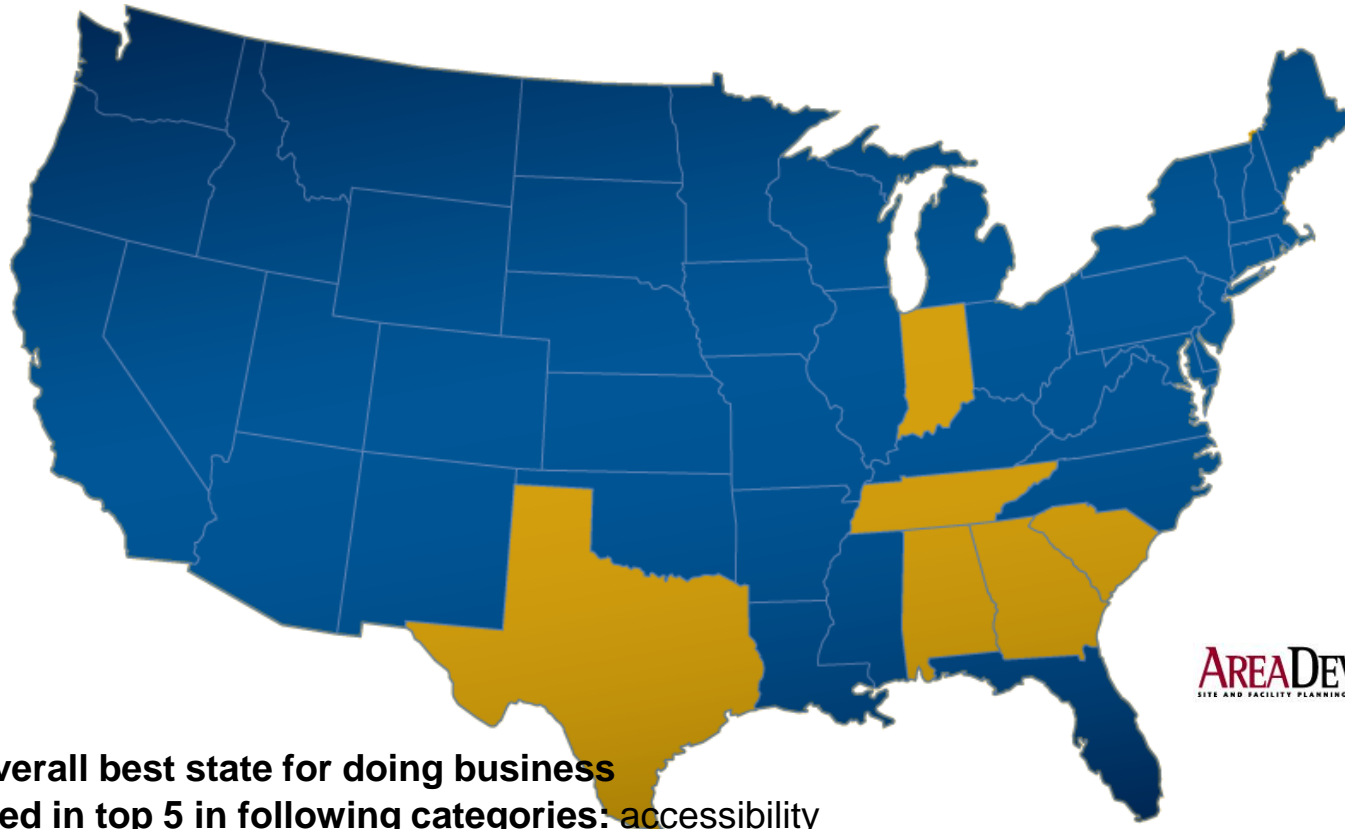 AREADEV
SITE AND FACILITY PLANNING
verall best state for doing business
ed in top 5 in following categories: accessibility